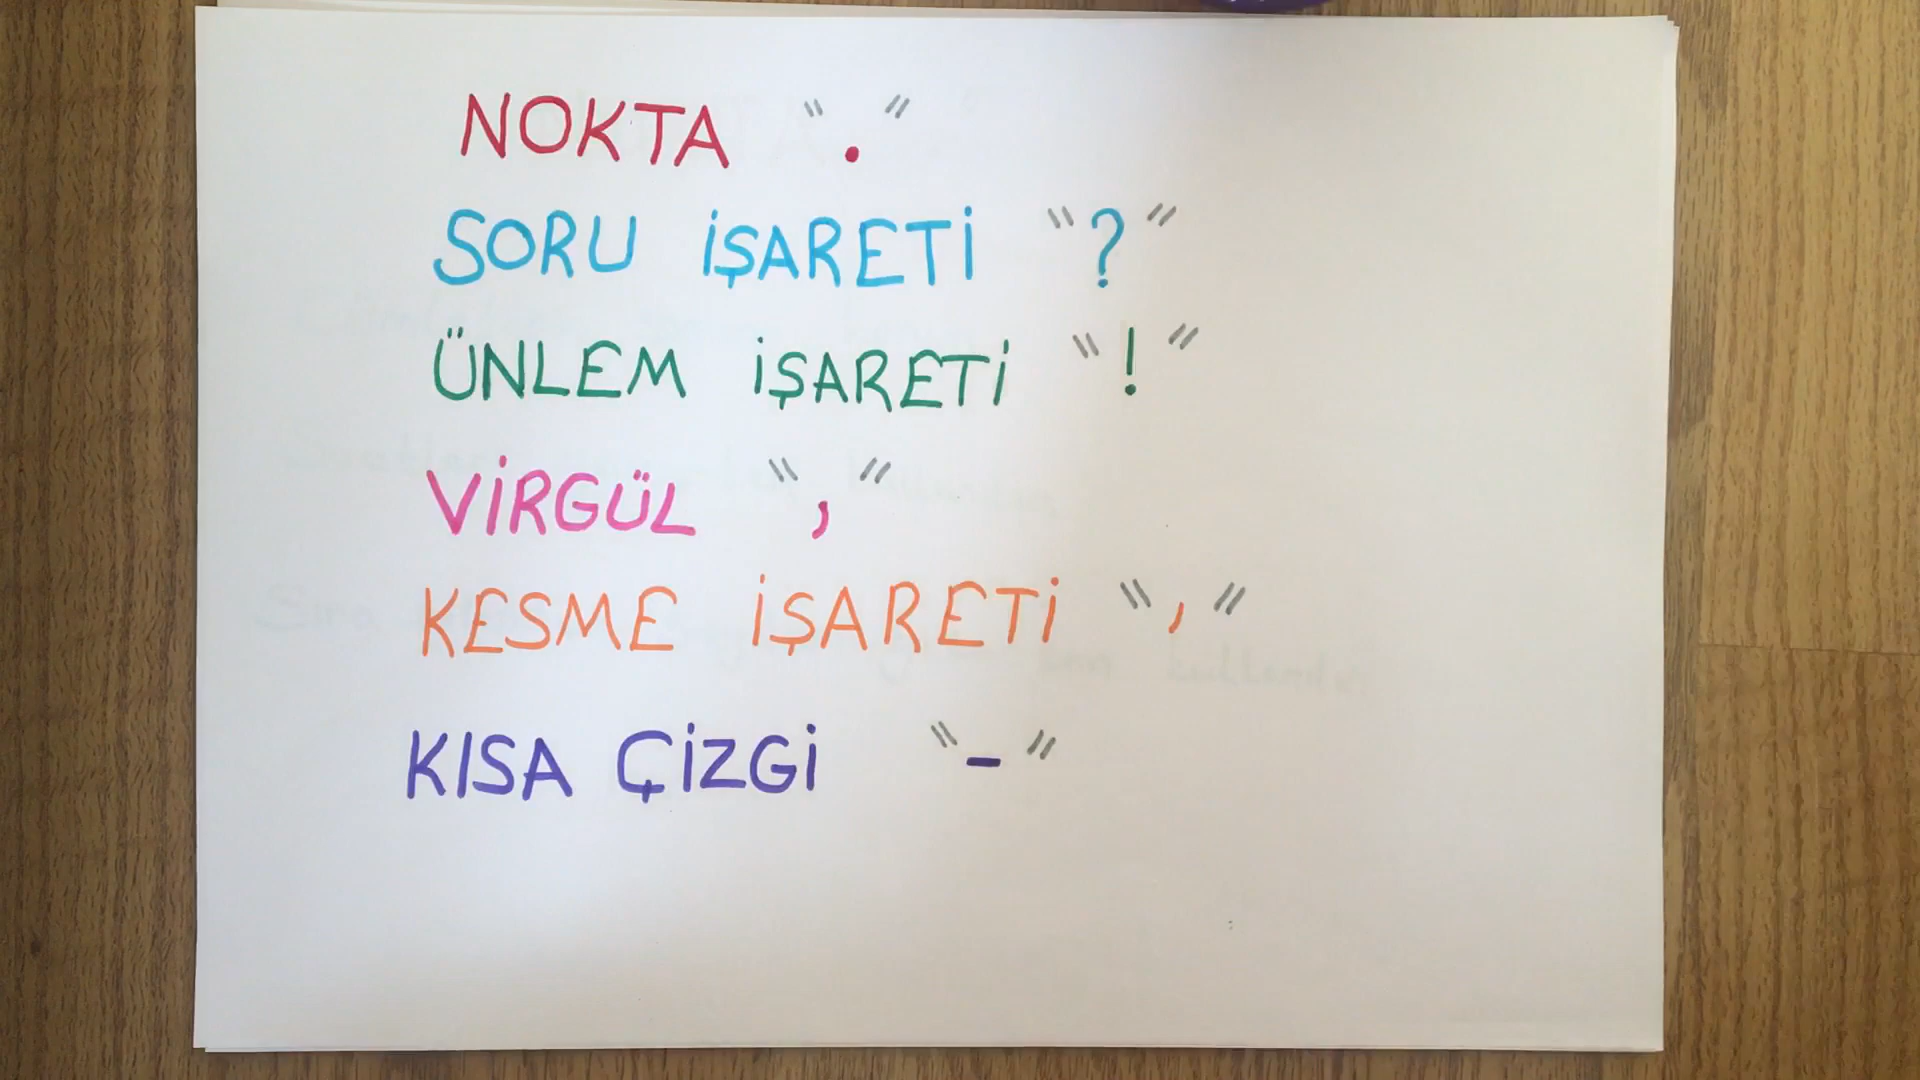 NOKTA " . "
SORU İŞARETİ " ? "
ÜNLEM İŞARETİ " ! "
VİRGÜL " , "
KESME İŞARETİ " ' "
KISA ÇİZGİ " - "